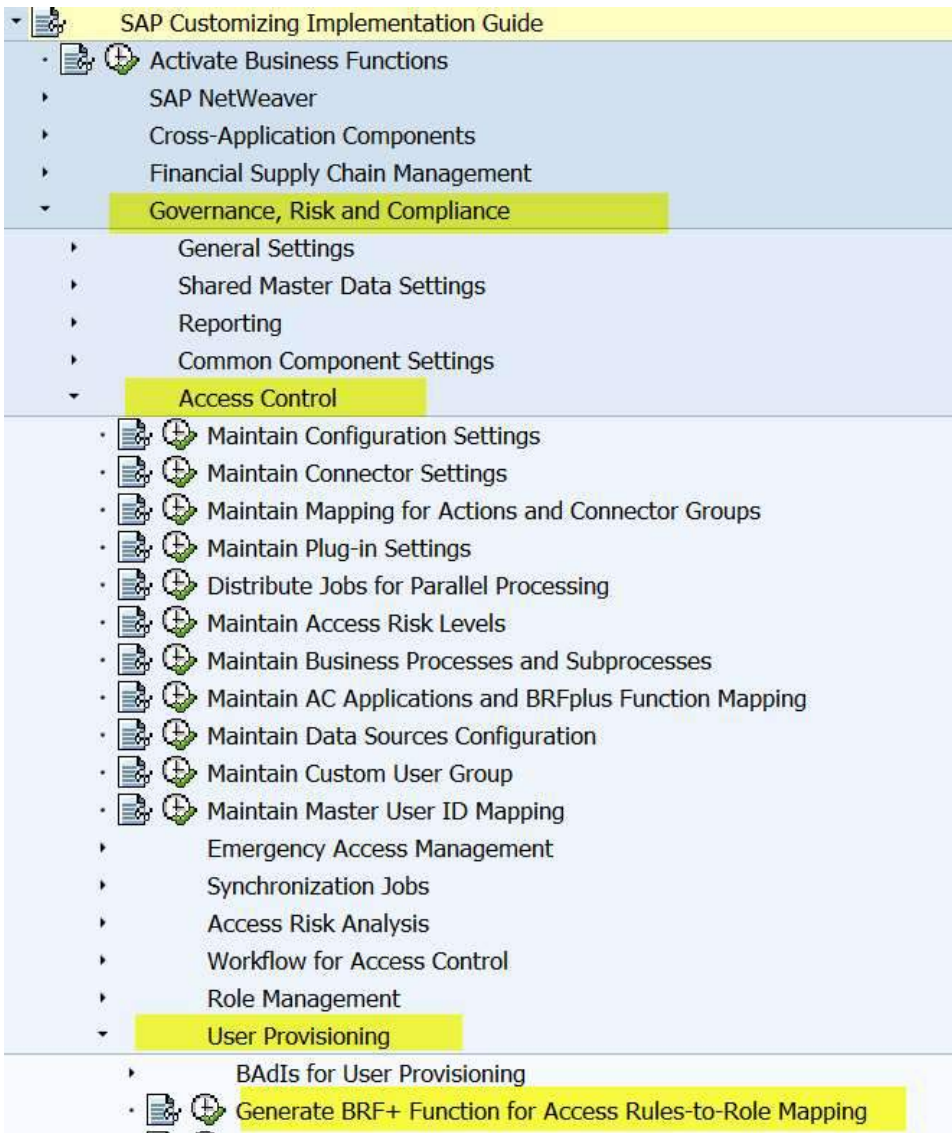 SAP Customizing Implementation Guide
Activate Business Functions
SAP NetWeaver
Cross-Application Components
Financial Supply Chain Management
Governance, Risk and Compliance
General Settings
Shared Master Data Settings
Reporting
Common Component Settings
Access Control
Maintain Configuration Settings
Maintain Connector Settings
Maintain Mapping for Actions and Connector Groups
Maintain Plug-in Settings
Distribute Jobs for Parallel Processing
Maintain Access Risk Levels
Maintain Business Processes and Subprocesses
Maintain AC Applications and BRFplus Function Mapping
Maintain Data Sources Configuration
Maintain Custom User Group
Maintain Master User ID Mapping
Emergency Access Management
Synchronization Jobs
Access Risk Analysis
Workflow for Access Control
Role Management
User Provisioning
BAdIs for User Provisioning
Generate BRF+ Function for Access Rules-to-Role Mapping